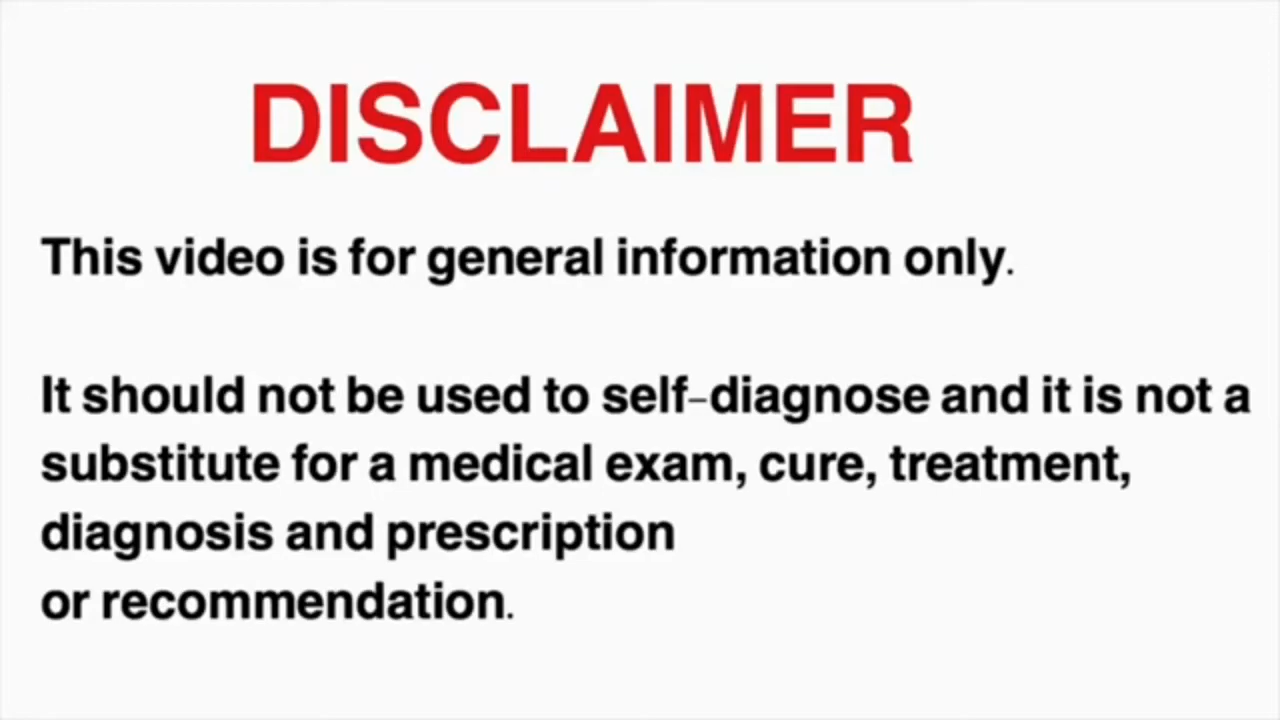 DISCLAIMER
This video is for general information only.
It should not be used to self-diagnose and it is not a
substitute for a medical exam, cure, treatment,
diagnosis and prescription
or recommendation.